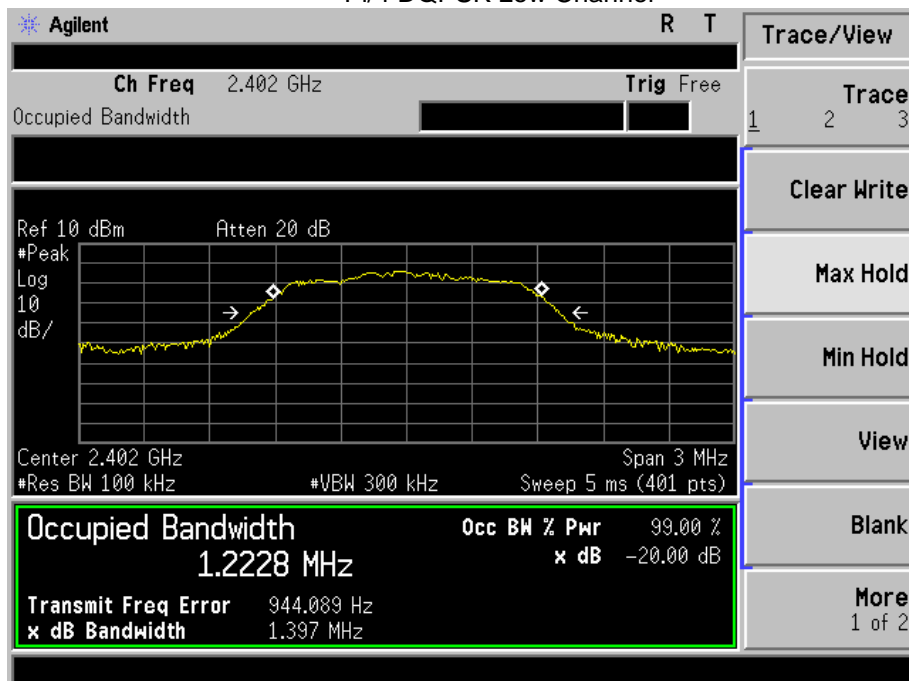 Agilent R T
Trace/View
Ch Freq 2.402 GHz Trig Free
Occupied Bandwidth
Trace
1 2 3
Clear Write
Ref 10 dBm Atten 20 dB
#Peak
Log
10
dB/
Max Hold
Min Hold
View
Center 2.402 GHz Span 3 MHz
#Res BW 100 kHz #VBW 300 kHz Sweep 5 ms (401 pts)
Occupied Bandwidth Occ BW % Pwr 99.00 %
1.2228 MHz x dB -20.00 dB
Blank
Transmit Freq Error 944.089 Hz
x dB Bandwidth 1.397 MHz
More
1 of 2